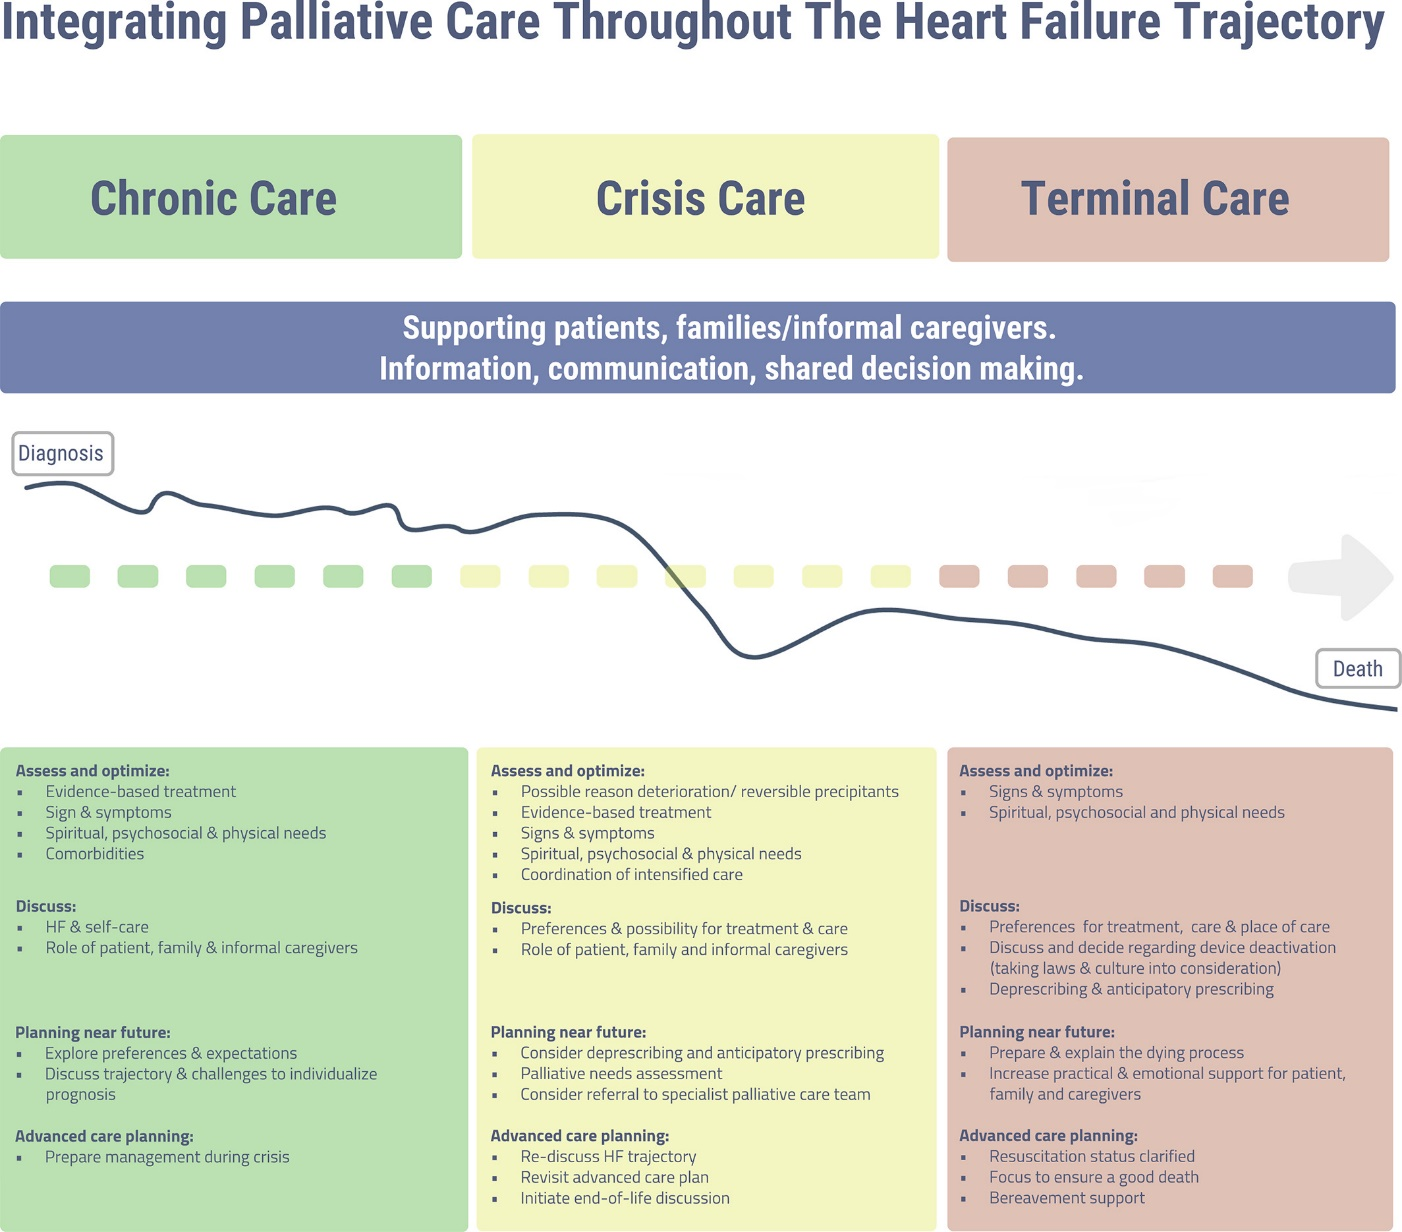 Integrating Palliative Care Throughout The Heart Failure Trajectory
Chronic Care
Crisis Care
Terminal Care
Supporting patients, families/informal caregivers.
Information, communication, shared decision making.
Diagnosis
Death
Assess and optimize:
▪ Evidence-based treatment
▪ Sign & symptoms
▪ Spiritual, psychosocial & physical needs
▪ Comorbidities
Discuss:
▪ HF & self-care
▪ Role of patient, family & informal caregivers
Planning near future:
▪ Explore preferences & expectations
▪ Discuss trajectory & challenges to individualize
prognosis
Advanced care planning:
▪ Prepare management during crisis
Assess and optimize:
▪ Possible reason deterioration/ reversible precipitants
▪ Evidence-based treatment
▪ Signs & symptoms
▪ Spiritual, psychosocial & physical needs
▪ Coordination of intensified care
Discuss:
▪ Preferences & possibility for treatment & care
▪ Role of patient, family and informal caregivers
Planning near future:
▪ Consider deprescribing and anticipatory prescribing
▪ Palliative needs assessment
▪ Consider referral to specialist palliative care team
Advanced care planning:
▪ Re-discuss HF trajectory
▪ Revisit advanced care plan
▪ Initiate end-of-life discussion
Assess and optimize:
▪ Signs & symptoms
▪ Spiritual, psychosocial and physical needs
Discuss:
▪ Preferences for treatment, care & place of care
▪ Discuss and decide regarding device deactivation
(taking laws & culture into consideration)
▪ Deprescribing & anticipatory prescribing
Planning near future:
▪ Prepare & explain the dying process
▪ Increase practical & emotional support for patient,
family and caregivers
Advanced care planning:
▪ Resuscitation status clarified
▪ Focus to ensure a good death
▪ Bereavement support